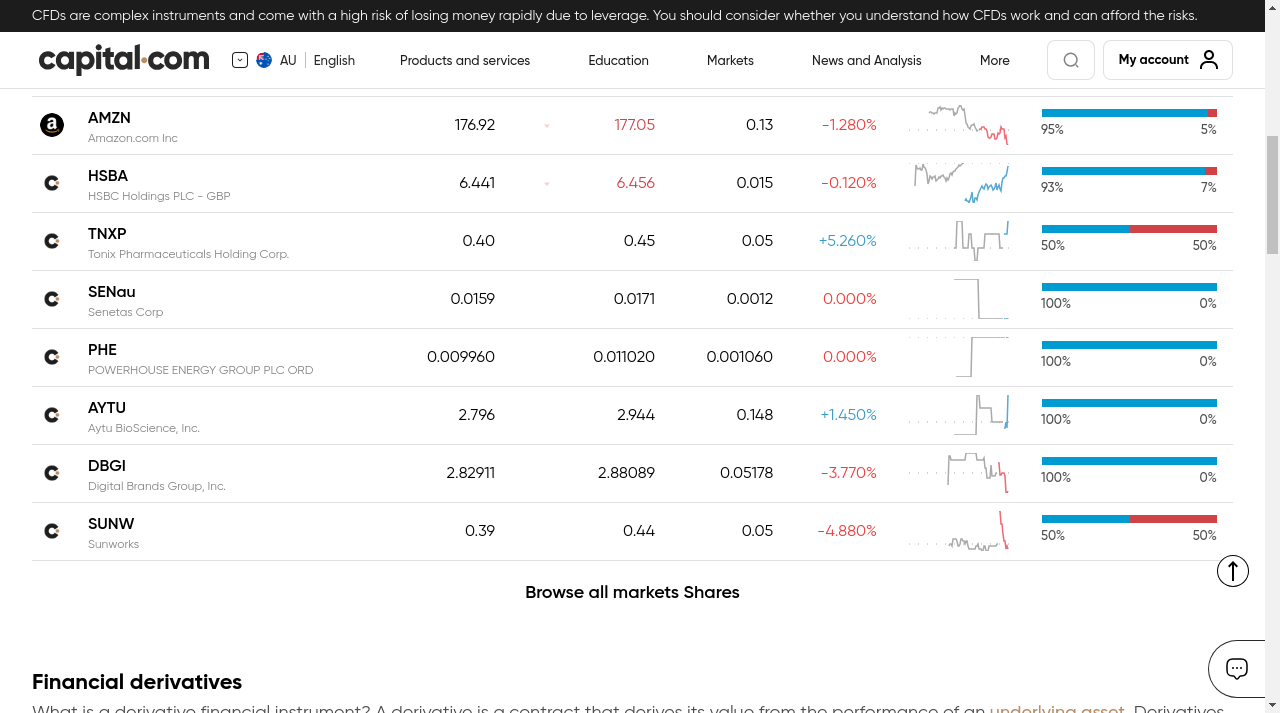 CFDs are complex instruments and come with a high risk of losing money rapidly due to leverage. You should consider whether you understand how CFDs work and can afford the risks.
capital.com AU English Products and services Education Markets News and Analysis More My account
AMZN 176.92 177.05 0.13 -1.280% 95% 5%
Amazon.com Inc
HSBA 6.441 6.456 0.015 -0.120% 93% 7%
HSBC Holdings PLC - GBP
TNXP 0.40 0.45 0.05 +5.260% 50% 50%
Tonix Pharmaceuticals Holding Corp.
SENau 0.0159 0.0171 0.0012 0.000% 100% 0%
Senetas Corp
PHE 0.009960 0.011020 0.001060 0.000% 100% 0%
POWERHOUSE ENERGY GROUP PLC ORD
AYTU 2.796 2.944 0.148 +1.450% 100% 0%
Aytu BioScience, Inc.
DBGI 2.82911 2.88089 0.05178 -3.770% 100% 0%
Digital Brands Group, Inc.
SUNW 0.39 0.44 0.05 -4.880% 50% 50%
Sunworks
Browse all markets Shares
Financial derivatives
What is a derivative financial instrument? A derivative is a contract that derives its value from the performance of an underlying asset. Derivatives